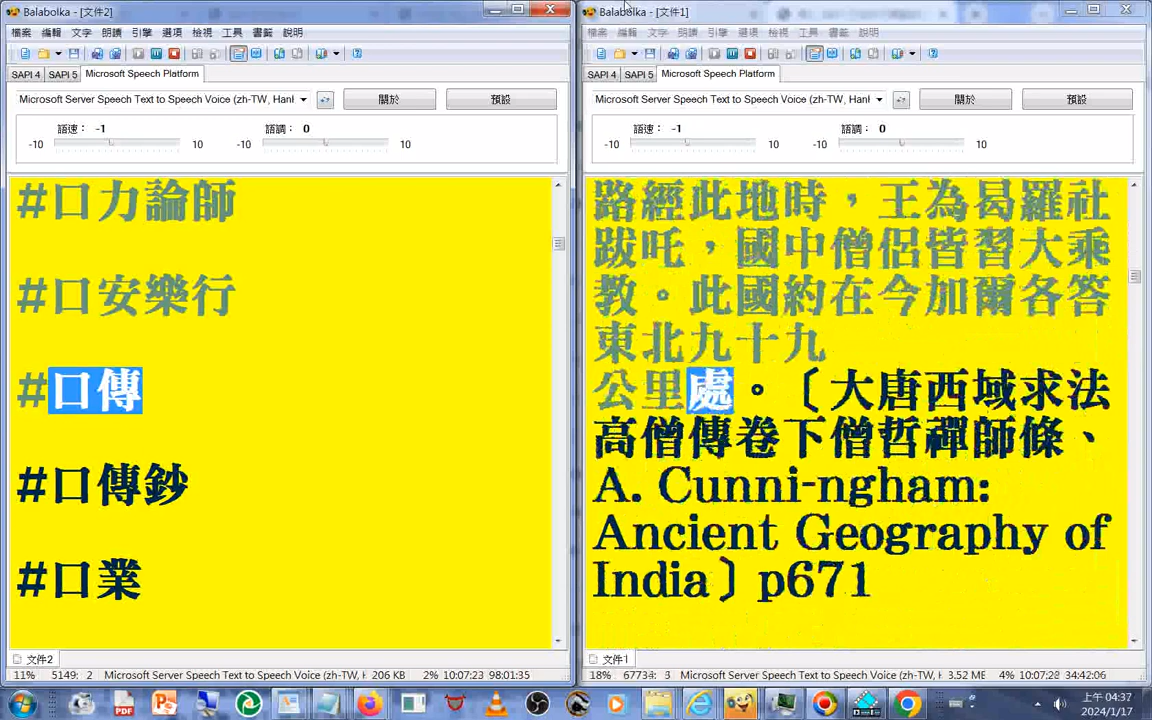 Balabolka - [文件2]
檔案 編輯 文字 朗讀 引擎 選項 檢視 工具 書籤 說明
SAPI 4 SAPI 5 Microsoft Speech Platform
Microsoft Server Speech Text to Speech Voice (zh-TW, Hanl
關於 預設
語速： -1 語調： 0
-10 10 -10 10
#口力論師
#口安樂行
#口傳
#口傳鈔
#口業
文件2
11% 5149: 2 Microsoft Server Speech Text to Speech Voice (zh-TW, H 206 KB 2% 10:07:23 98:01:35
Balabolka - [文件1]
檔案 編輯 文字 朗讀 引擎 選項 檢視 工具 書籤 說明
SAPI 4 SAPI 5 Microsoft Speech Platform
Microsoft Server Speech Text to Speech Voice (zh-TW, Hanl
關於 預設
語速： -1 語調： 0
-10 10 -10 10
路經此地時，王為曷羅社
跋吒，國中僧侶皆習大乘
教。此國約在今加爾各答
東北九十九
公里處。〔大唐西域求法
高僧傳卷下僧哲禪師條、
A. Cunni-ngham:
Ancient Geography of
India〕p671
文件1
18% 67734: 3 Microsoft Server Speech Text to Speech Voice (zh-TW, H 3.52 MB 4% 10:07:22 34:42:06
上午 04:37
2024/1/17